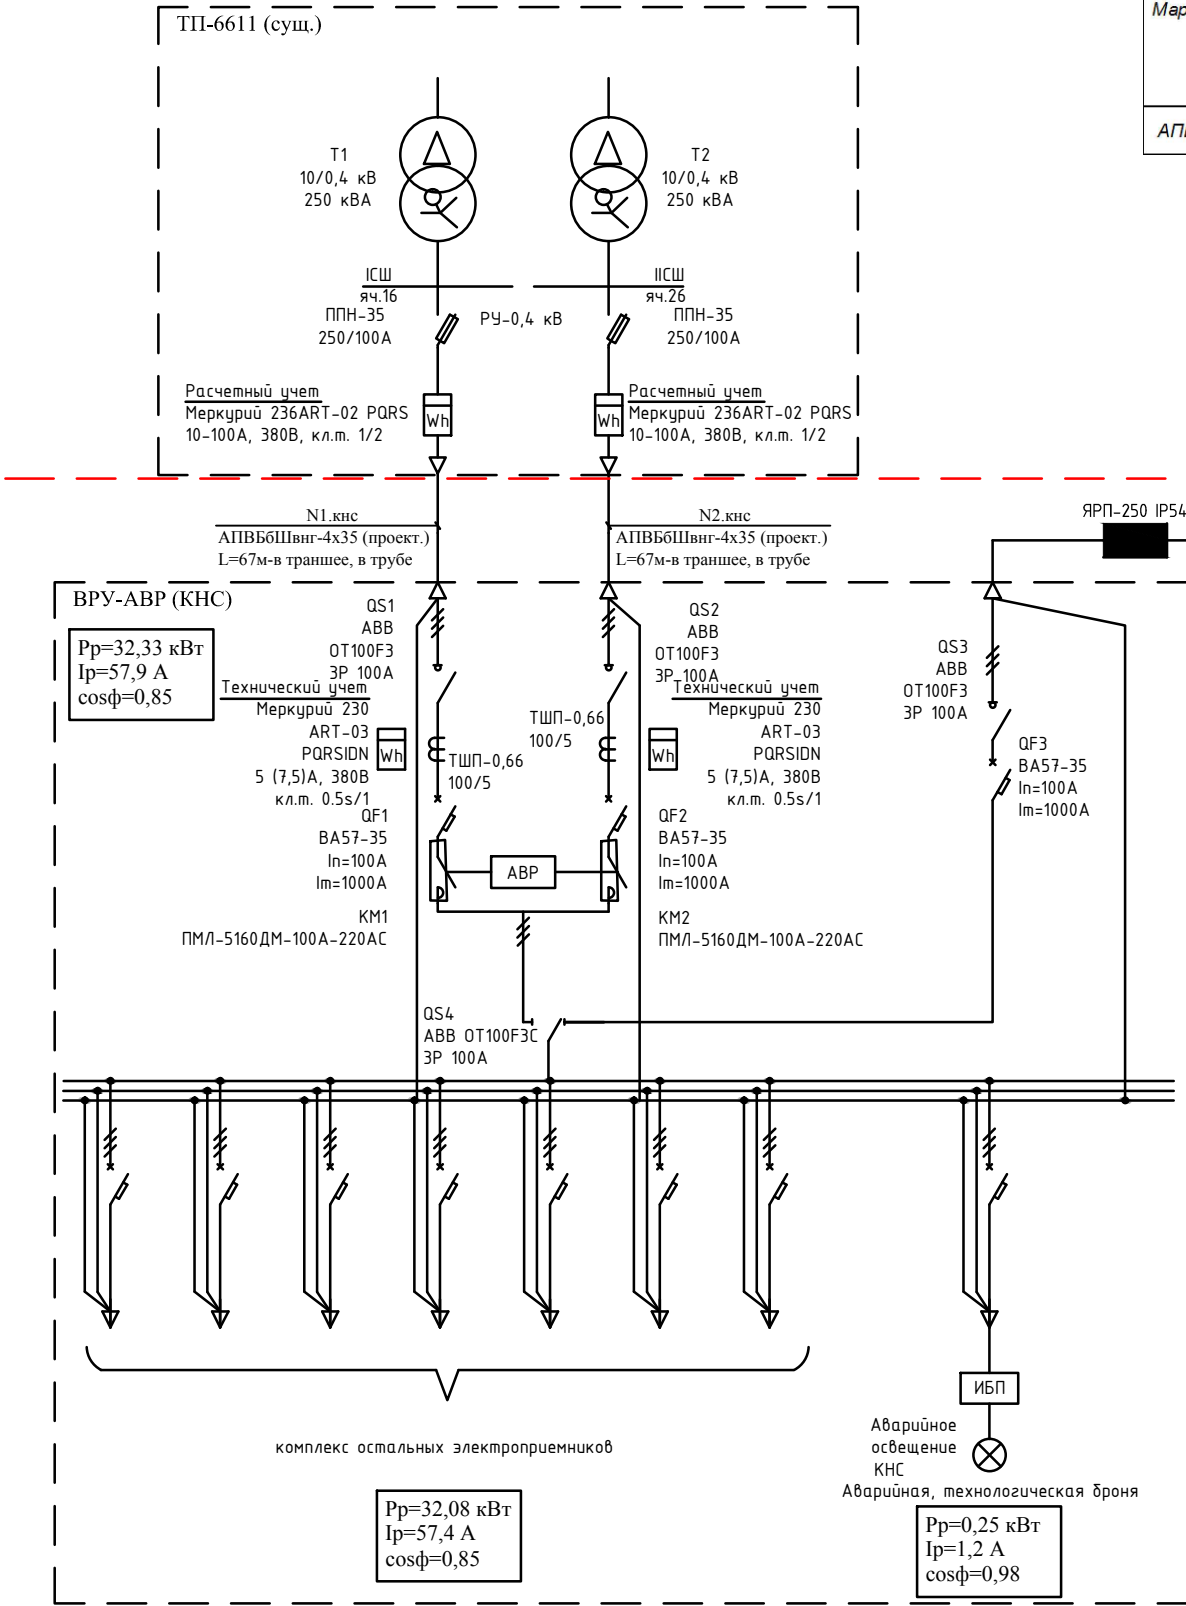 ТП-6611 (сущ.)
Т1
10/0,4 кВ
250 кВА
Т2
10/0,4 кВ
250 кВА
IСШ
яч.16
IIСШ
яч.26
ППН-35
250/100А
РУ-0,4 кВ
ППН-35
250/100А
Расчетный учет
Меркурий 236ART-02 PQRS
10-100А, 380В, кл.т. 1/2
Wh
Wh
Расчетный учет
Меркурий 236ART-02 PQRS
10-100А, 380В, кл.т. 1/2
N1.кнс
АПВБбШвнг-4х35 (проект.)
L=67м-в траншее, в трубе
N2.кнс
АПВБбШвнг-4х35 (проект.)
L=67м-в траншее, в трубе
ЯРП-250 IP54
ВРУ-АВР (КНС)
Рр=32,33 кВт
Iр=57,9 А
cosф=0,85
QS1
ABB
OT100F3
3P 100A
QS2
ABB
OT100F3
3P 100A
QS3
ABB
OT100F3
3P 100A
Технический учет
Меркурий 230
ART-03
PQRSIDN
5 (7,5)А, 380В
кл.т. 0.5s/1
Wh
ТШП-0,66
100/5
ТШП-0,66
100/5
Wh
Технический учет
Меркурий 230
ART-03
PQRSIDN
5 (7,5)А, 380В
кл.т. 0.5s/1
QF3
ВА57-35
In=100А
Im=1000А
QF1
ВА57-35
In=100А
Im=1000А
АВР
QF2
ВА57-35
In=100А
Im=1000А
КМ1
ПМЛ-5160ДМ-100А-220АС
КМ2
ПМЛ-5160ДМ-100А-220АС
QS4
ABB OT100F3C
3P 100A
комплекс остальных электроприемников
Рр=32,08 кВт
Iр=57,4 А
cosф=0,85
ИБП
Аварийное
освещение
КНС
Аварийная, технологическая броня
Рр=0,25 кВт
Iр=1,2 А
cosф=0,98